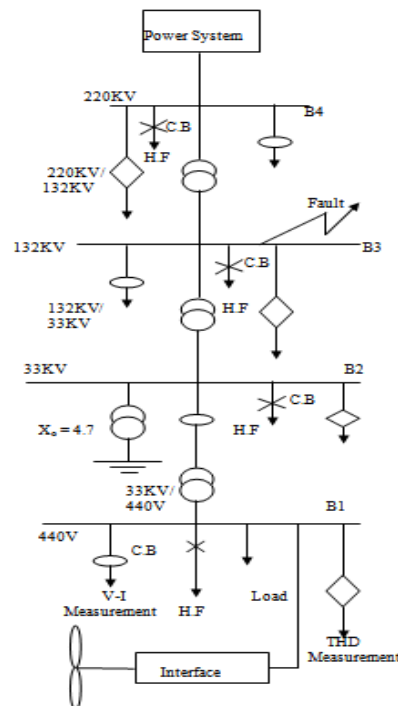 Power System
220KV
C.B
B4
H.F
220KV/
132KV
Fault
132KV
B3
C.B
132KV/
33KV
H.F
33KV
B2
C.B
Xₒ = 4.7
H.F
33KV/
440V
B1
440V
C.B
V-I
Measurement
H.F
Load
THD
Measurement
Interface